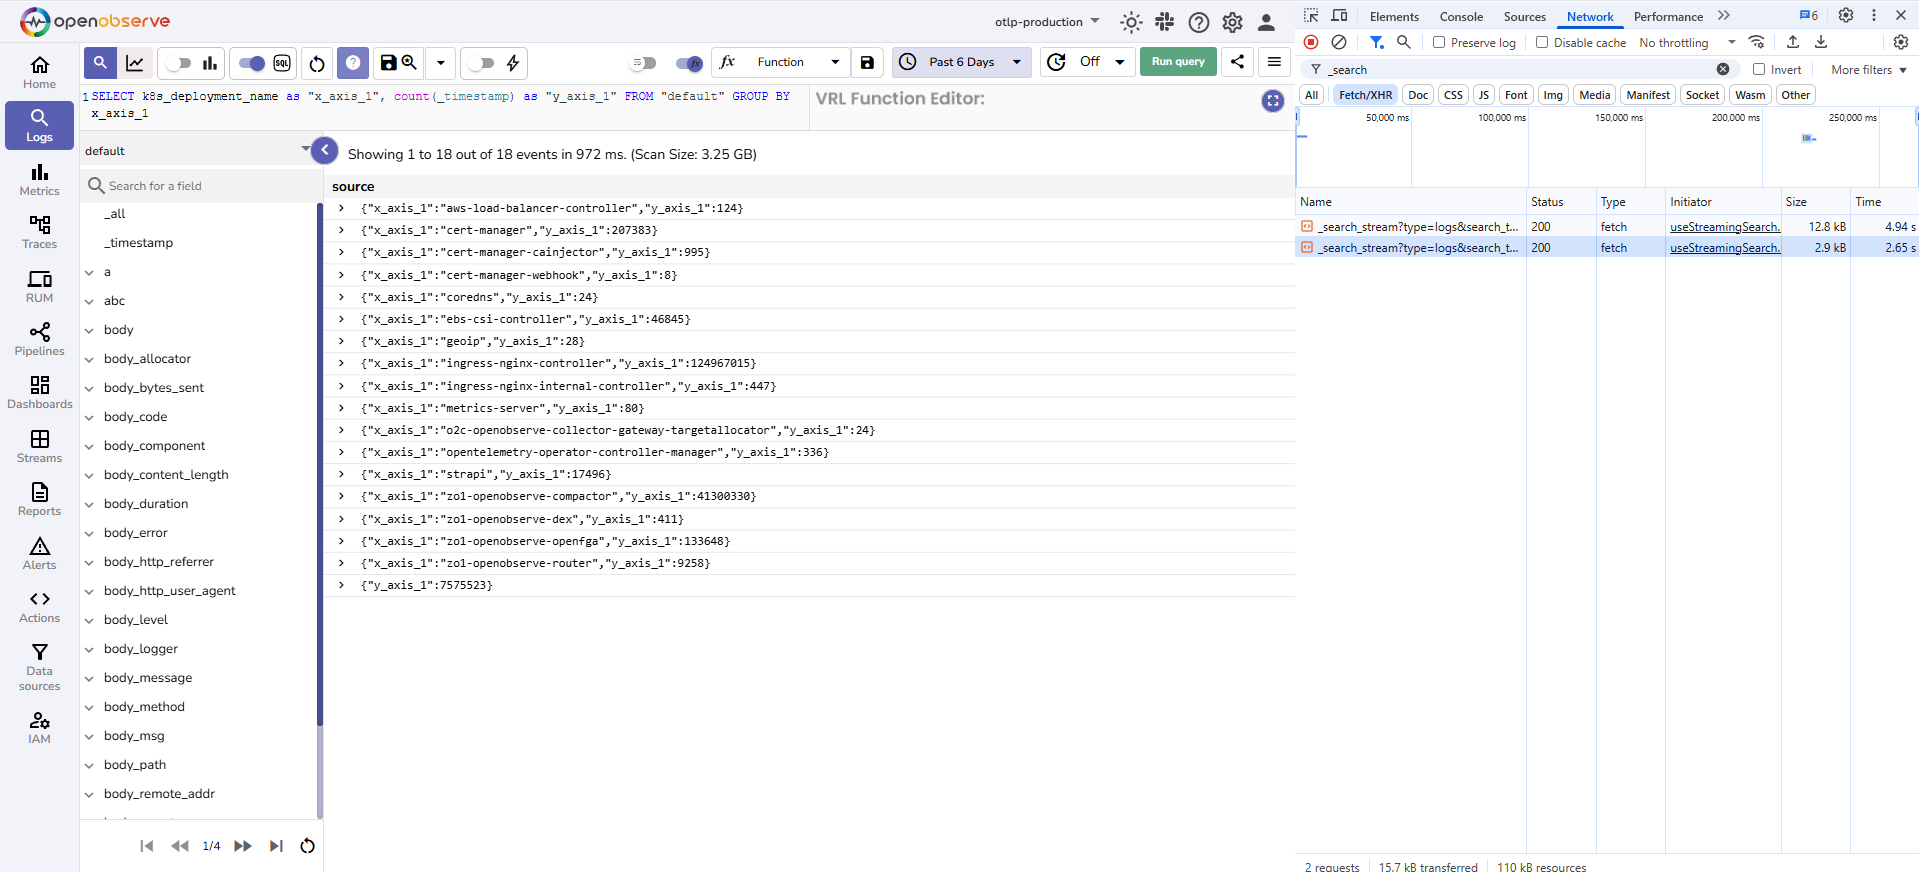 openobserve
otlp-production
Home
Logs
Metrics
Traces
RUM
Pipelines
Dashboards
Streams
Reports
Alerts
Actions
Data
sources
IAM
SQL
fx
fx
Function
Past 6 Days
Off
Run query
1 SELECT k8s_deployment_name as "x_axis_1", count(_timestamp) as "y_axis_1" FROM "default" GROUP BY
x_axis_1
VRL Function Editor:
default
Search for a field
_all
_timestamp
a
abc
body
body_allocator
body_bytes_sent
body_code
body_component
body_content_length
body_duration
body_error
body_http_referrer
body_http_user_agent
body_level
body_logger
body_message
body_method
body_msg
body_path
body_remote_addr
1/4
Showing 1 to 18 out of 18 events in 972 ms. (Scan Size: 3.25 GB)
source
{"x_axis_1":"aws-load-balancer-controller","y_axis_1":124}
{"x_axis_1":"cert-manager","y_axis_1":207383}
{"x_axis_1":"cert-manager-cainjector","y_axis_1":995}
{"x_axis_1":"cert-manager-webhook","y_axis_1":8}
{"x_axis_1":"coredns","y_axis_1":24}
{"x_axis_1":"ebs-csi-controller","y_axis_1":46845}
{"x_axis_1":"geoip","y_axis_1":28}
{"x_axis_1":"ingress-nginx-controller","y_axis_1":124967015}
{"x_axis_1":"ingress-nginx-internal-controller","y_axis_1":447}
{"x_axis_1":"metrics-server","y_axis_1":80}
{"x_axis_1":"o2c-openobserve-collector-gateway-targetallocator","y_axis_1":24}
{"x_axis_1":"opentelemetry-operator-controller-manager","y_axis_1":336}
{"x_axis_1":"strapi","y_axis_1":17496}
{"x_axis_1":"zo1-openobserve-compactor","y_axis_1":41300330}
{"x_axis_1":"zo1-openobserve-dex","y_axis_1":411}
{"x_axis_1":"zo1-openobserve-openfga","y_axis_1":133648}
{"x_axis_1":"zo1-openobserve-router","y_axis_1":9258}
{"y_axis_1":7575523}
Elements Console Sources Network Performance 6
Preserve log Disable cache No throttling
_search Invert More filters
All Fetch/XHR Doc CSS JS Font Img Media Manifest Socket Wasm Other
50,000 ms 100,000 ms 150,000 ms 200,000 ms 250,000 ms
Name Status Type Initiator Size Time
_search_stream?type=logs&search_t... 200 fetch useStreamingSearch. 12.8 kB 4.94 s
_search_stream?type=logs&search_t... 200 fetch useStreamingSearch. 2.9 kB 2.65 s
2 requests 15.7 kB transferred 110 kB resources